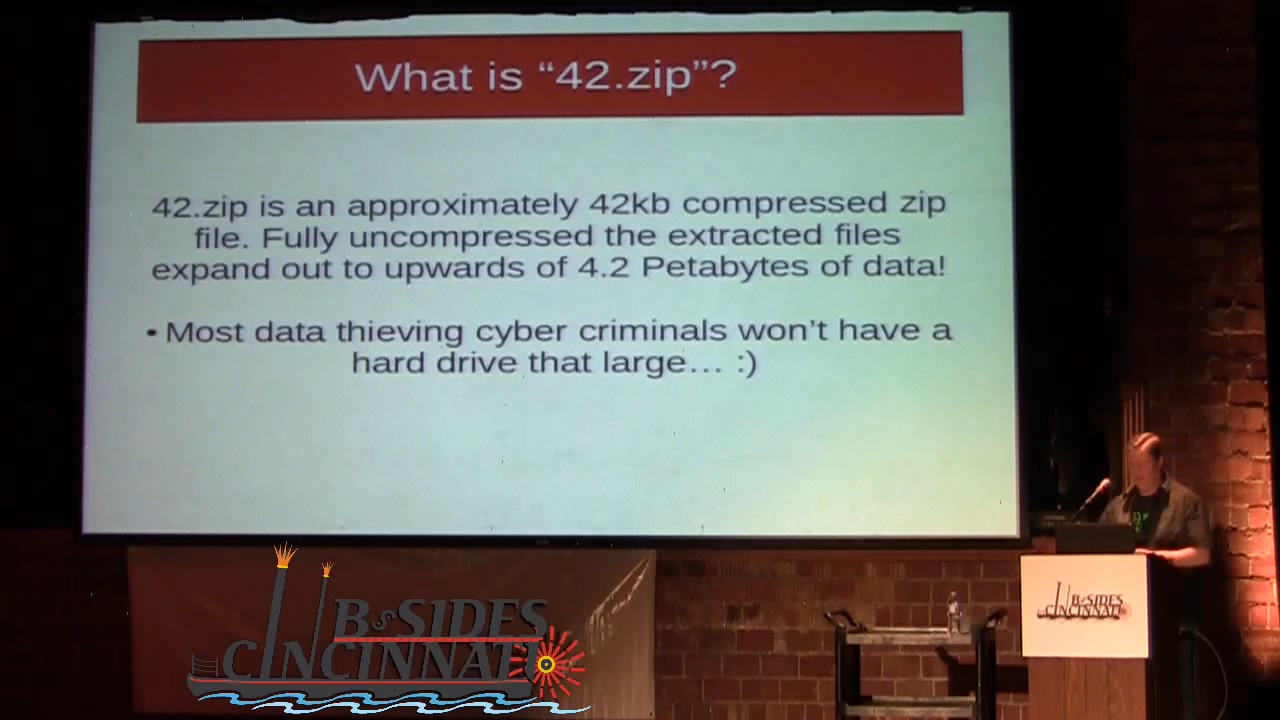 What is “42.zip”?
42.zip is an approximately 42kb compressed zip
file. Fully uncompressed the extracted files
expand out to upwards of 4.2 Petabytes of data!
• Most data thieving cyber criminals won’t have a
hard drive that large… :)
B SIDES
CINCINNATI
B SIDES
CINCINNATI